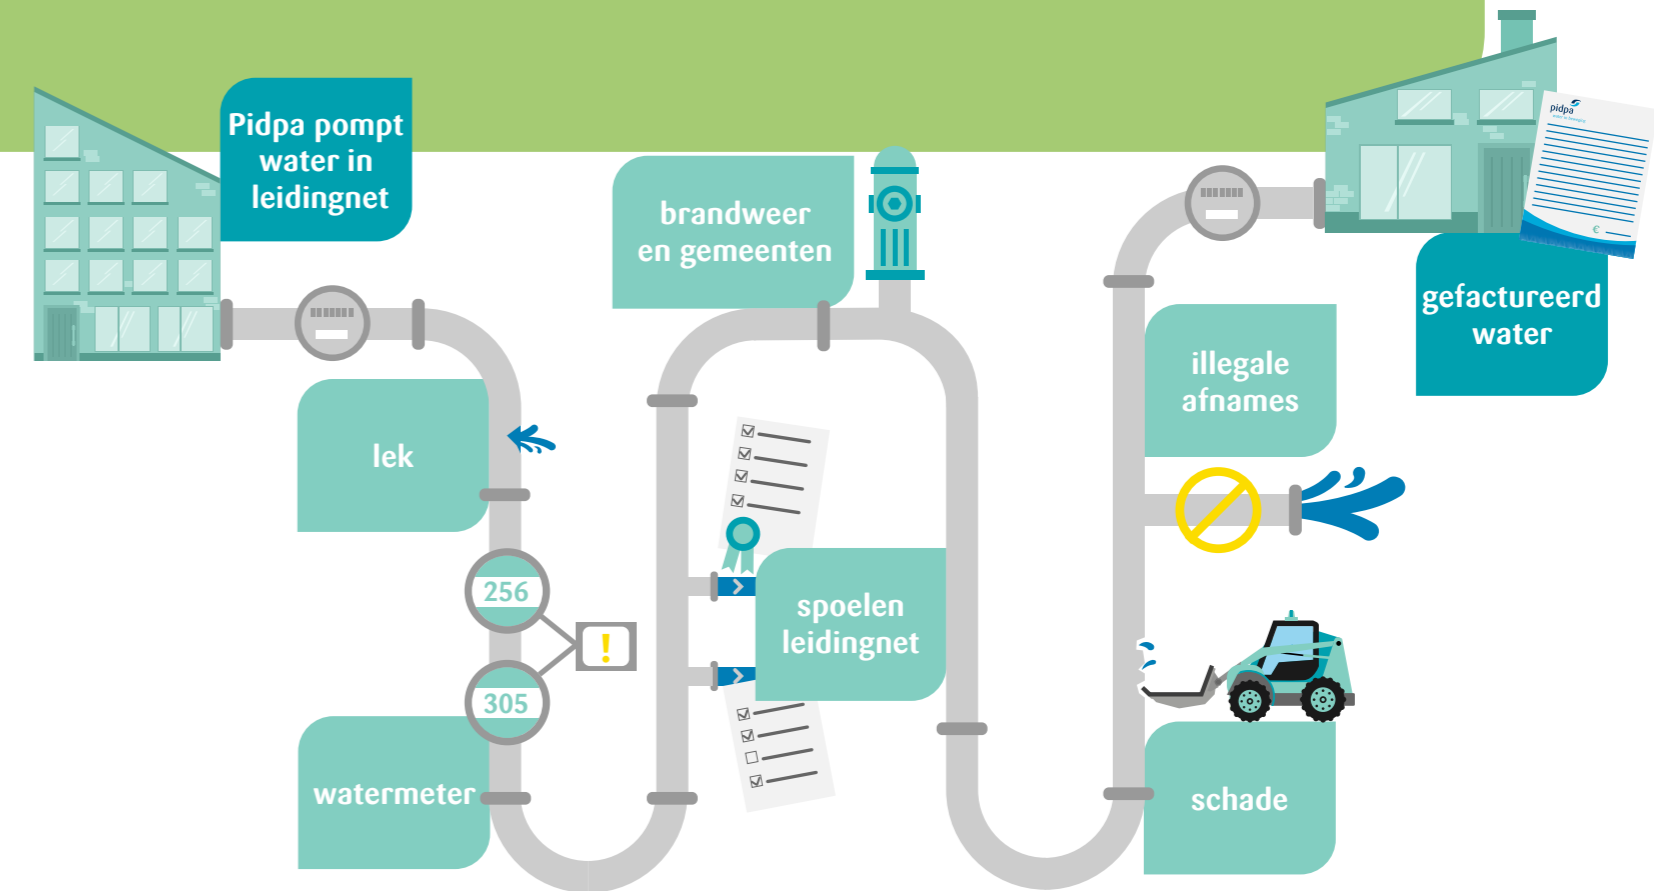 Pidpa pompt
water in
leidingnet
lek
256
!
305
watermeter
brandweer
en gemeenten
spoelen
leidingnet
illegale
afnames
schade
pidpa
€
gefactureerd
water